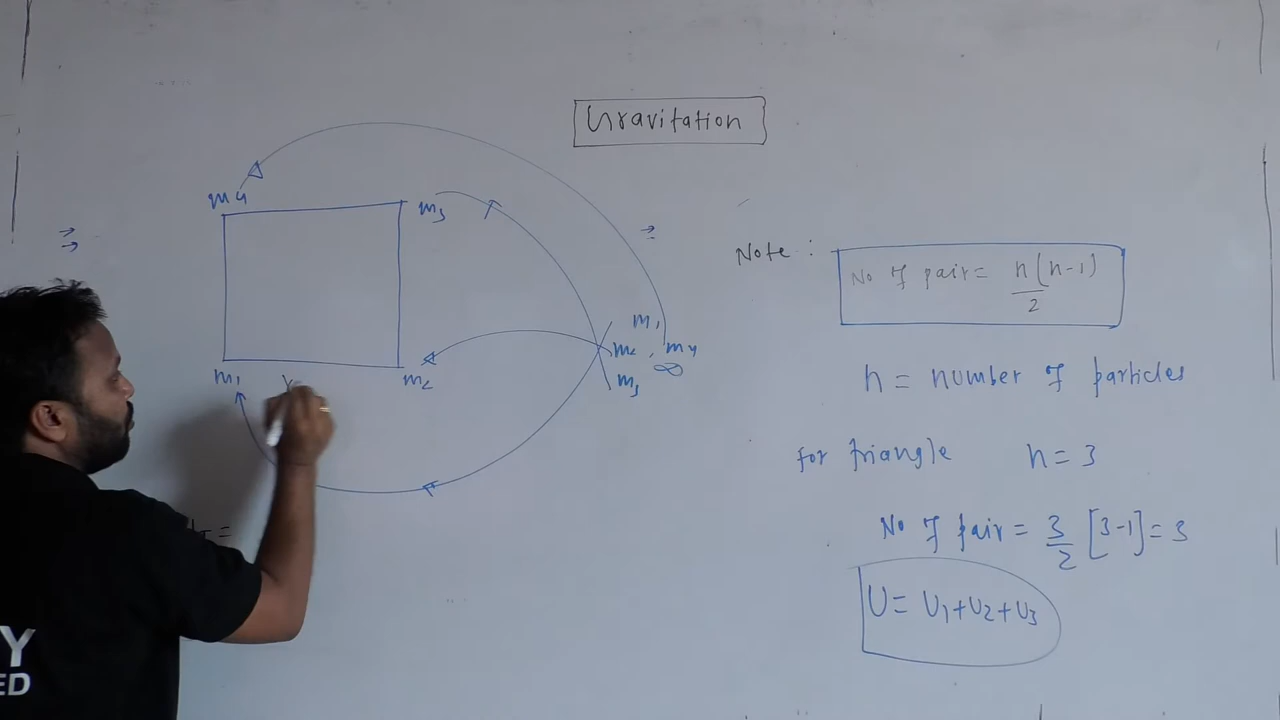 Gravitation
m4
m3
m1
m2
m1
m2, m4
∞
m3
Note :
No of pair = n(n-1)
2
n = number of particles
for triangle n = 3
No of pair = 3/2 [3-1] = 3
U = U1+U2+U3
Y
ED